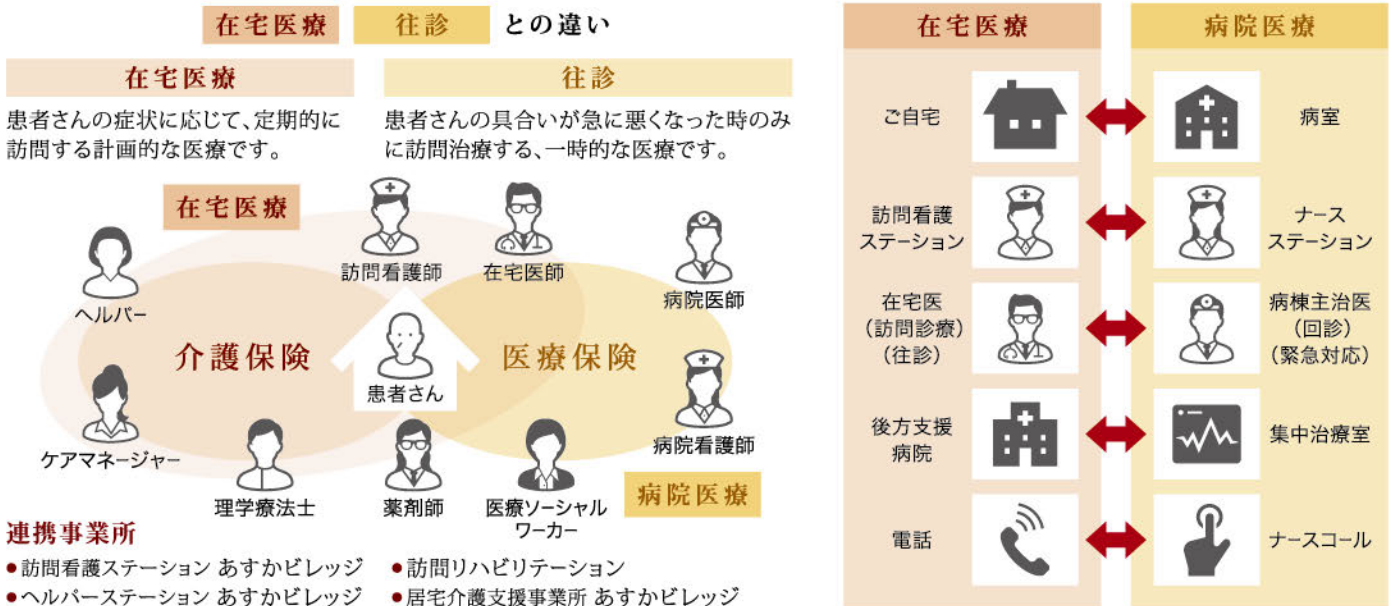 在宅医療 往診 との違い
在宅医療
患者さんの症状に応じて、定期的に
訪問する計画的な医療です。
往診
患者さんの具合いが急に悪くなった時のみ
に訪問治療する、一時的な医療です。
在宅医療
訪問看護師
在宅医師
病院医師
ヘルパー
介護保険
医療保険
患者さん
ケアマネージャー
病院看護師
理学療法士
薬剤師
医療ソーシャル
ワーカー
病院医療
連携事業所
●訪問看護ステーション あすかビレッジ
●訪問リハビリテーション
●ヘルパーステーション あすかビレッジ
●居宅介護支援事業所 あすかビレッジ
在宅医療
病院医療
ご自宅
病室
訪問看護
ステーション
ナース
ステーション
在宅医
（訪問診療）
（往診）
病棟主治医
（回診）
（緊急対応）
後方支援
病院
集中治療室
電話
ナースコール